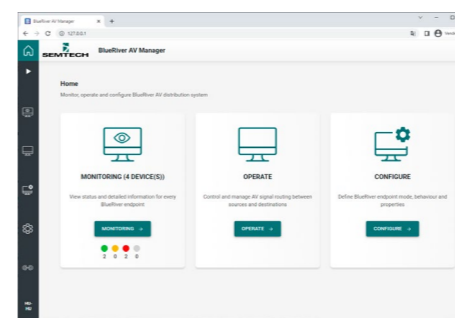 BlueRiver AV Manager
127.0.0.1
SEMTECH
BlueRiver AV Manager
Home
Monitor, operate and configure BlueRiver AV distribution system
MONITORING (4 DEVICE(S))
View status and detailed information for every
BlueRiver endpoint
MONITORING →
2 0 2 0
OPERATE
Control and manage AV signal routing between
sources and destinations
OPERATE →
CONFIGURE
Define BlueRiver endpoint mode, behaviour and
properties
CONFIGURE →